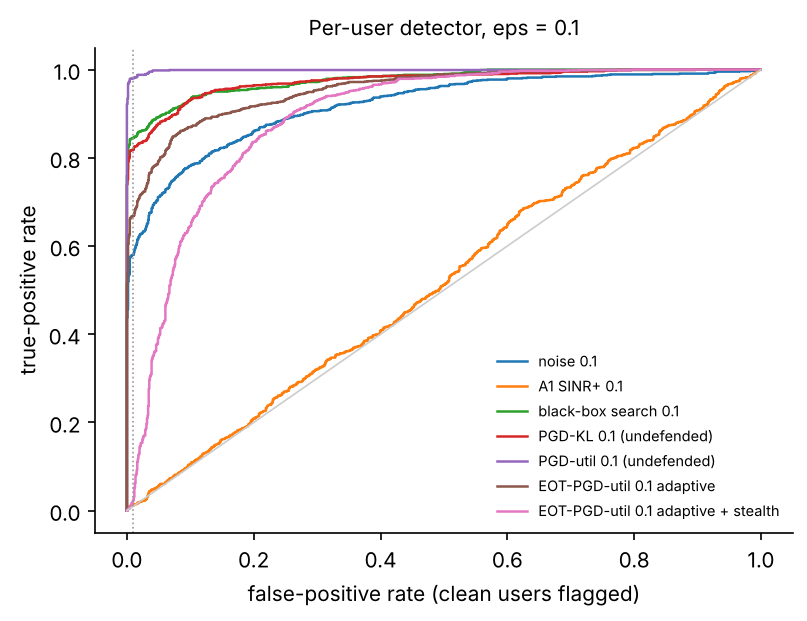 Per-user detector, eps = 0.1
true-positive rate
1.0
0.8
0.6
0.4
0.2
0.0
noise 0.1
A1 SINR+ 0.1
black-box search 0.1
PGD-KL 0.1 (undefended)
PGD-util 0.1 (undefended)
EOT-PGD-util 0.1 adaptive
EOT-PGD-util 0.1 adaptive + stealth
0.0 0.2 0.4 0.6 0.8 1.0
false-positive rate (clean users flagged)